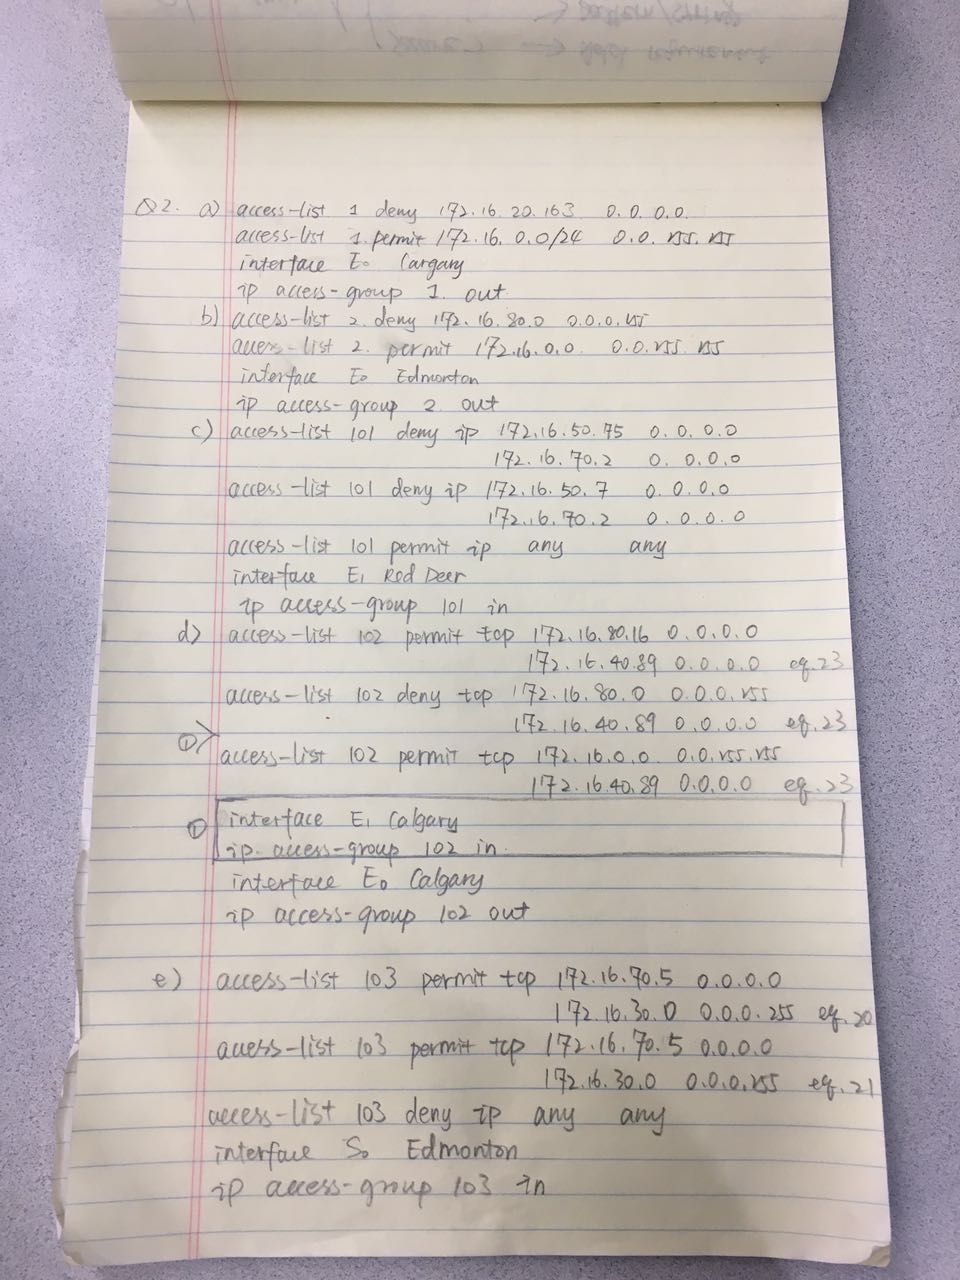 Q2. a) access-list 1 deny 172.16.20.163 0.0.0.0.
access-list 1 permit 172.16.0.0/24 0.0.255.255
interface E0 Cargary
ip access-group 1 out
b) access-list 2 deny 172.16.80.0 0.0.0.255
access-list 2. permit 172.16.0.0 0.0.255.255
interface E0 Edmonton
ip access-group 2 out
c) access-list 101 deny ip 172.16.50.75 0.0.0.0
172.16.70.2 0.0.0.0
access-list 101 deny ip 172.16.50.7 0.0.0.0
172.16.70.2 0.0.0.0
access-list 101 permit ip any any
interface E1 Red Deer
ip access-group 101 in
d) access-list 102 permit tcp 172.16.80.16 0.0.0.0
172.16.40.89 0.0.0.0 eq.23
access-list 102 deny tcp 172.16.80.0 0.0.0.255
172.16.40.89 0.0.0.0 eq.23
① > access-list 102 permit tcp 172.16.0.0 0.0.255.255
172.16.40.89 0.0.0.0 eq.23
① interface E1 Calgary
ip access-group 102 in
interface E0 Calgary
ip access-group 102 out
e) access-list 103 permit tcp 172.16.70.5 0.0.0.0
172.16.30.0 0.0.0.255 eq.20
access-list 103 permit tcp 172.16.70.5 0.0.0.0
172.16.30.0 0.0.0.255 eq.21
access-list 103 deny ip any any
interface S0 Edmonton
ip access-group 103 in